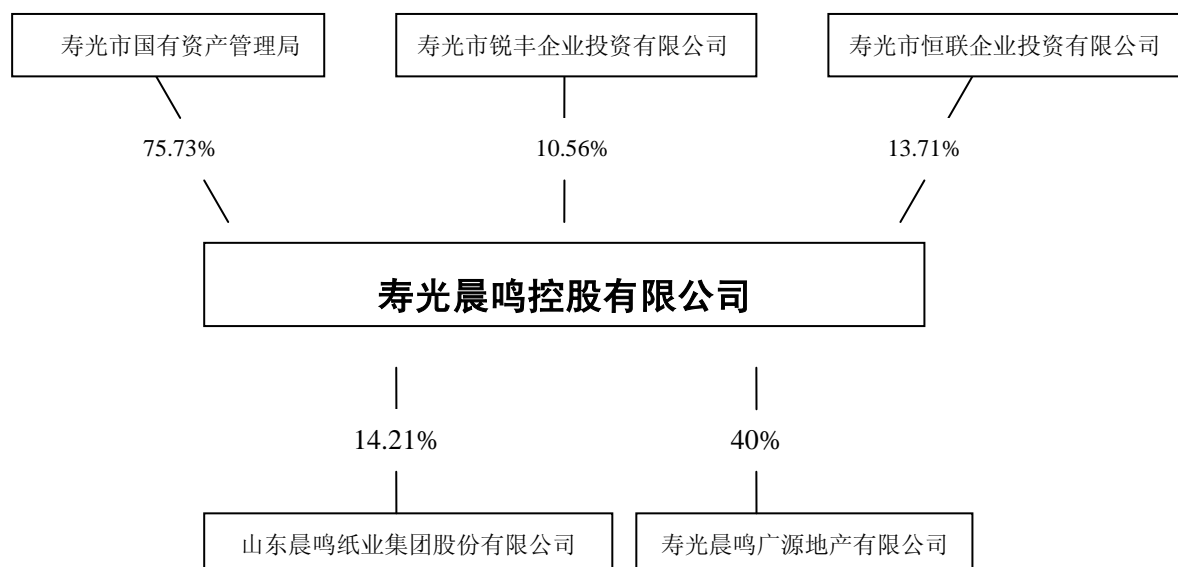 寿光市国有资产管理局
寿光市锐丰企业投资有限公司
寿光市恒联企业投资有限公司
75.73%
10.56%
13.71%
寿光晨鸣控股有限公司
14.21%
40%
山东晨鸣纸业集团股份有限公司
寿光晨鸣广源地产有限公司